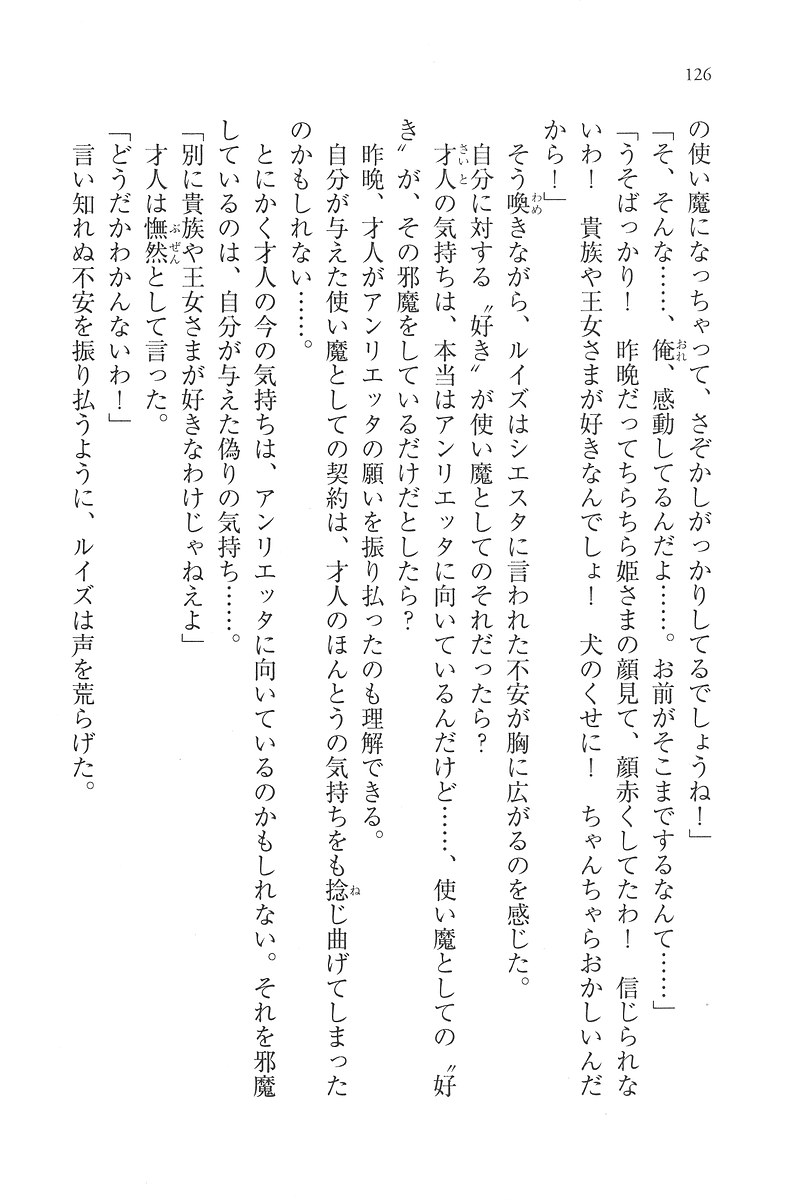 126
の使い魔になっちゃって、さぞかしがっかりしてるでしょうね！」
「そ、そんな……、俺、感動してるんだよ……。お前がそこまでするなんて……」
「うそばっかり！　昨晩だってちらちら姫さまの顔見て、顔赤くしてたわ！　信じられな
いわ！　貴族や王女さまが好きなんでしょ！　犬のくせに！　ちゃんちゃらおかしいんだ
から！」
そう喚きながら、ルイズはシエスタに言われた不安が胸に広がるのを感じた。
自分に対する〝好き〟が使い魔としてのそれだったら？
才人の気持ちは、本当はアンリエッタに向いているんだけど……、使い魔としての〝好
き〟が、その邪魔をしているだけだとしたら？
昨晩、才人がアンリエッタの願いを振り払ったのも理解できる。
自分が与えた使い魔としての契約は、才人のほんとうの気持ちをも捻じ曲げてしまった
のかもしれない……。
とにかく才人の今の気持ちは、アンリエッタに向いているのかもしれない。それを邪魔
しているのは、自分が与えた偽りの気持ち……。
「別に貴族や王女さまが好きなわけじゃねえよ」
才人は憮然として言った。
「どうだかわかんないわ！」
言い知れぬ不安を振り払うように、ルイズは声を荒らげた。